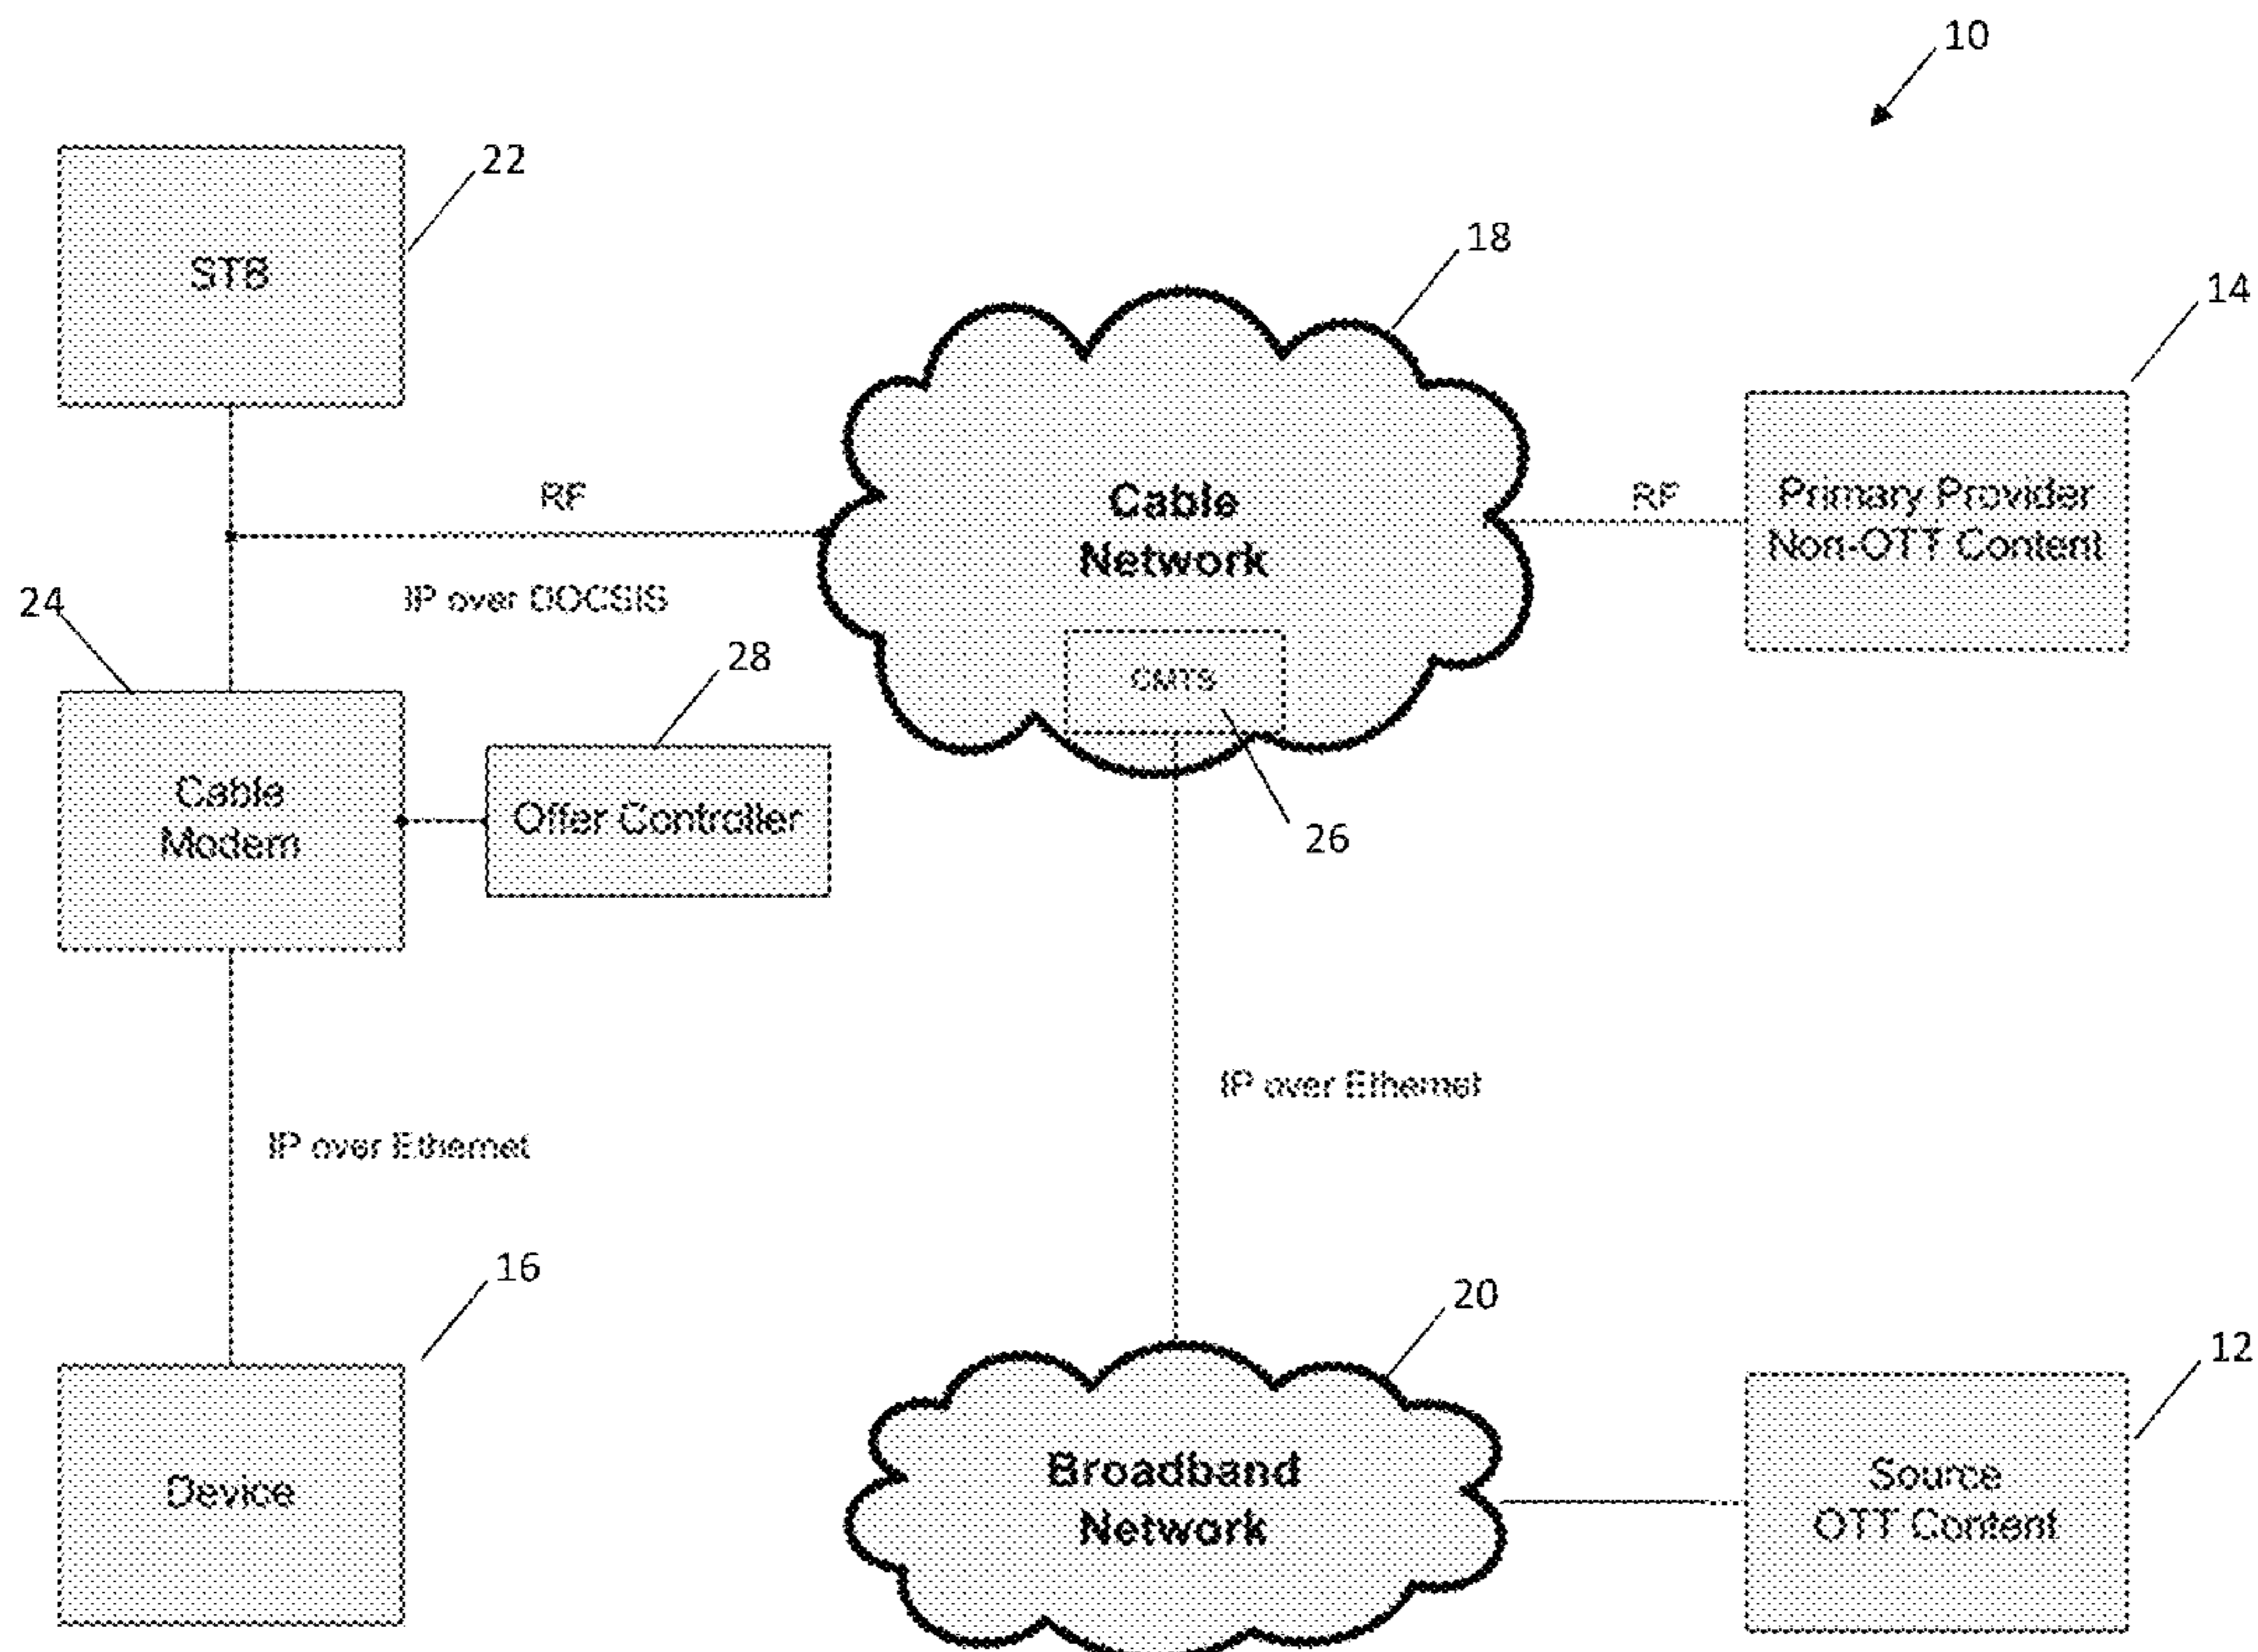 10
22
STB
18
14
RF
Cable
Network
RF
Primary Provider
Non-OTT Content
24
IP over DOCSIS
28
CMTS
Cable
Modem
Offer Controller
26
IP over Ethernet
IP over Ethernet
16
20
12
Device
Broadband
Network
Source
OTT Content